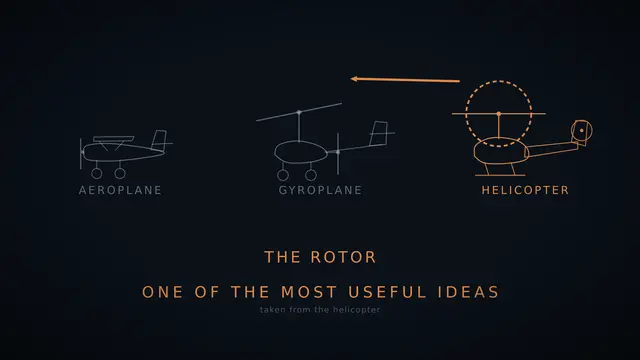 AEROPLANE GYROPLANE HELICOPTER
THE ROTOR
ONE OF THE MOST USEFUL IDEAS
taken from the helicopter